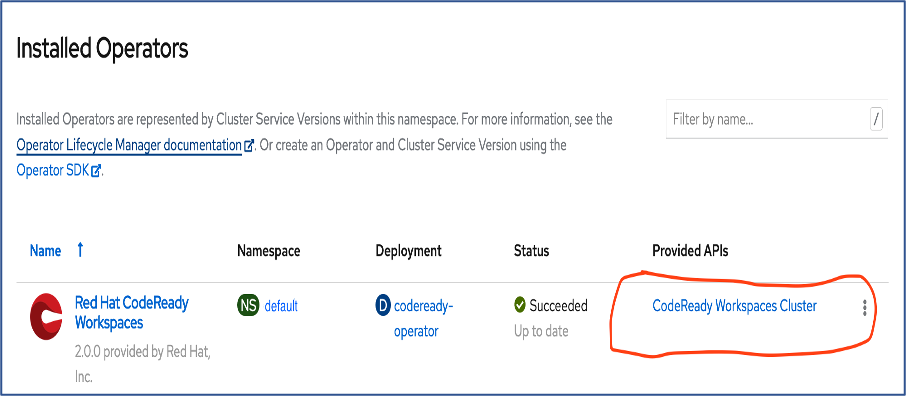 Installed Operators
Installed Operators are represented by Cluster Service Versions within this namespace. For more information, see the
Operator Lifecycle Manager documentation. Or create an Operator and Cluster Service Version using the
Operator SDK.
Filter by name...
/
Name ↑ Namespace Deployment Status Provided APIs
Red Hat CodeReady Workspaces
2.0.0 provided by Red Hat, Inc.
NS default
D codeready-operator
Succeeded
Up to date
CodeReady Workspaces Cluster